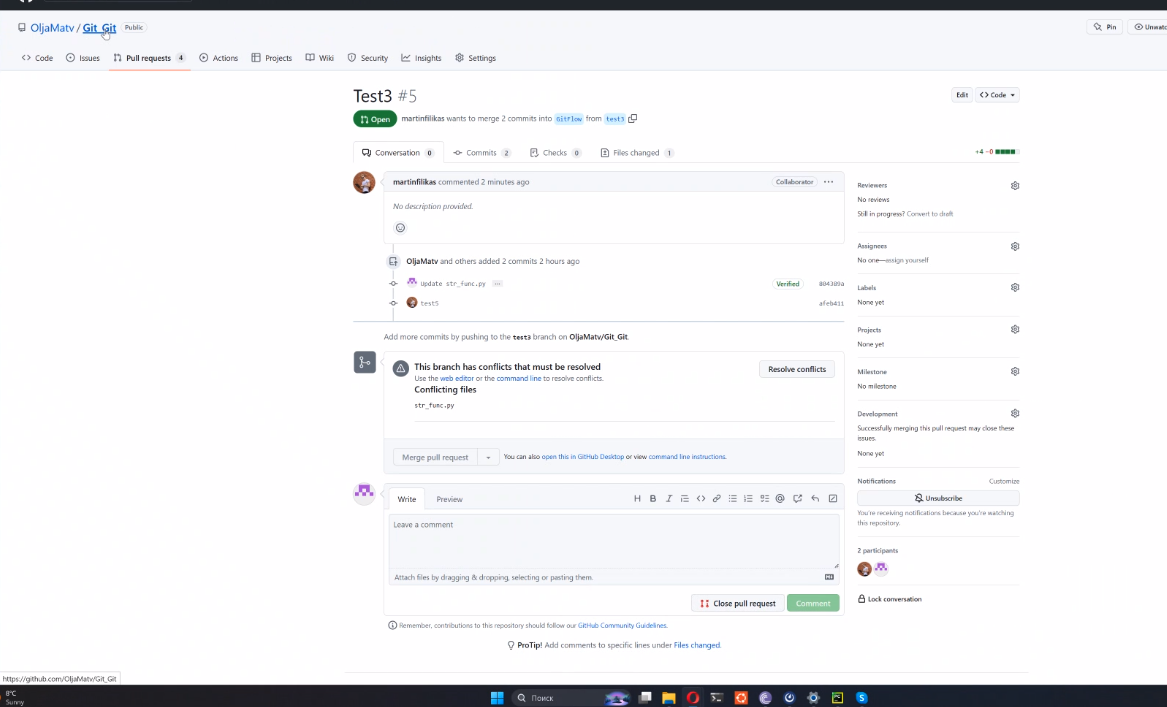 OljaMatv / Git_Git Public
Pin
Unwatc
Code
Issues
Pull requests 4
Actions
Projects
Wiki
Security
Insights
Settings
Test3 #5
Edit
Code
Open
martinfilikas wants to merge 2 commits into GitFlow from test3
Conversation 0
Commits 2
Checks 0
Files changed 1
+4 −0
martinfilikas commented 2 minutes ago
Collaborator
No description provided.
OljaMatv and others added 2 commits 2 hours ago
Update str_func.py
Verified
804389a
test5
afeb411
Add more commits by pushing to the test3 branch on OljaMatv/Git_Git.
This branch has conflicts that must be resolved
Use the web editor or the command line to resolve conflicts.
Resolve conflicts
Conflicting files
str_func.py
Merge pull request
You can also open this in GitHub Desktop or view command line instructions.
Write
Preview
Leave a comment
Attach files by dragging & dropping, selecting or pasting them.
Close pull request
Comment
Remember, contributions to this repository should follow our GitHub Community Guidelines.
ProTip! Add comments to specific lines under Files changed.
Reviewers
No reviews
Still in progress? Convert to draft
Assignees
No one—assign yourself
Labels
None yet
Projects
None yet
Milestone
No milestone
Development
Successfully merging this pull request may close these
issues.
None yet
Notifications
Customize
Unsubscribe
You're receiving notifications because you're watching
this repository.
2 participants
Lock conversation
https://github.com/OljaMatv/Git_Git
8°C
Sunny
Поиск